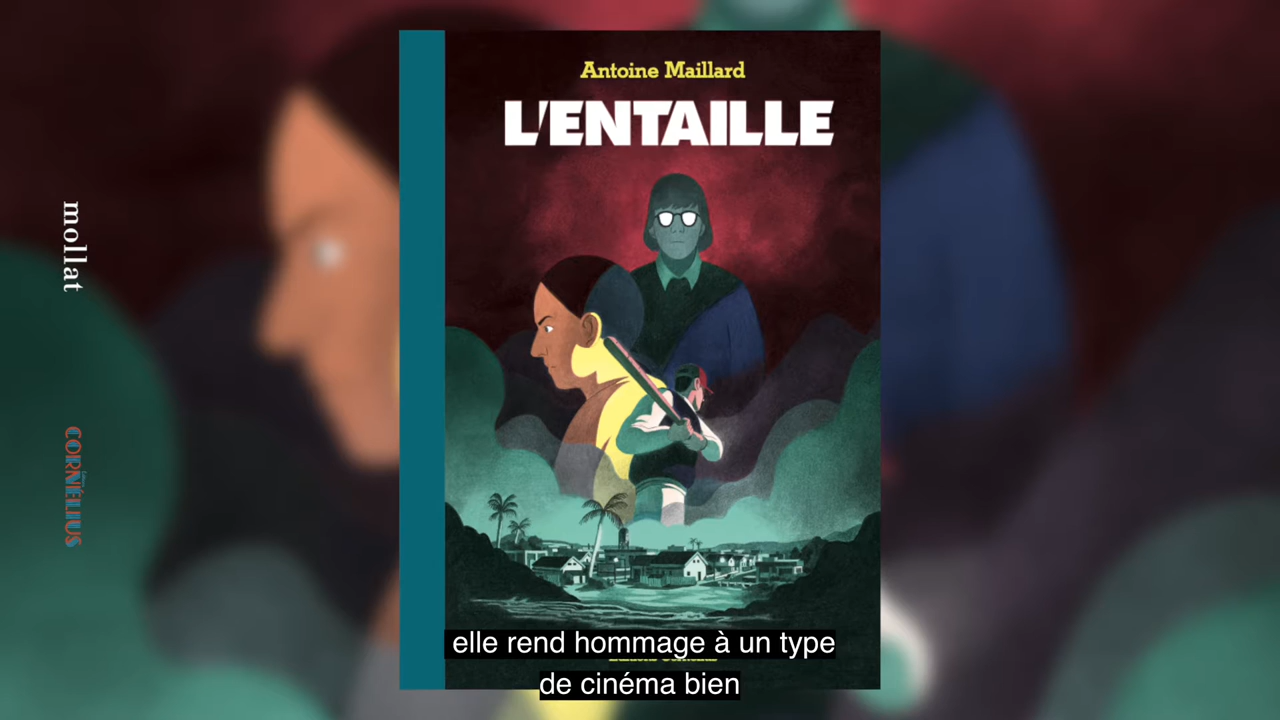 Antoine Maillard
L'ENTAILLE
mollat
CORNÉLIUS
elle rend hommage à un type
de cinéma bien